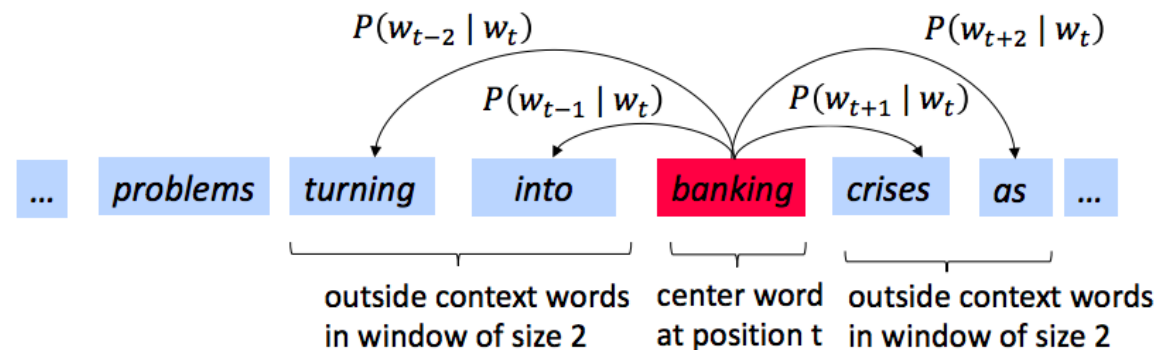 P(w_{t−2} | w_t)
P(w_{t+2} | w_t)
P(w_{t−1} | w_t)
P(w_{t+1} | w_t)
... problems turning into banking crises as ...
outside context words
in window of size 2
center word
at position t
outside context words
in window of size 2